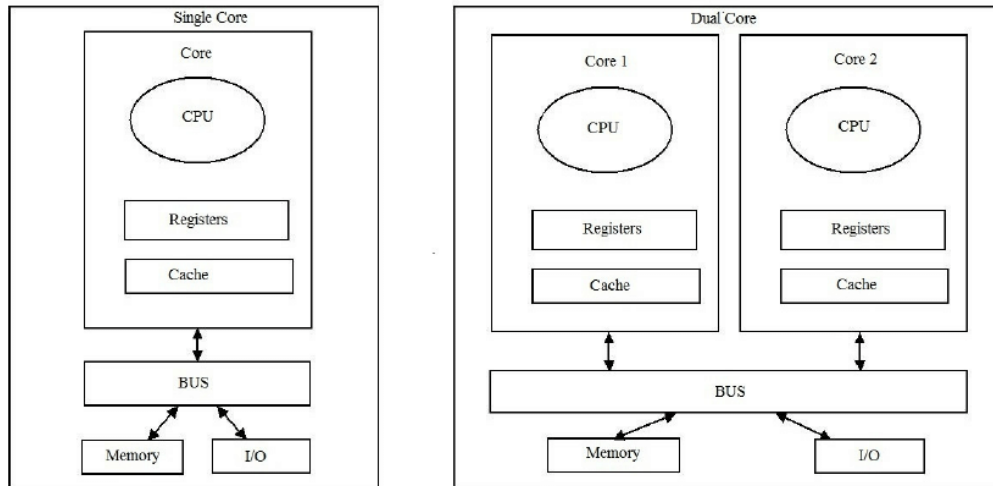 Single Core
Core
CPU
Registers
Cache
BUS
Memory
I/O
Dual Core
Core 1
CPU
Registers
Cache
Core 2
CPU
Registers
Cache
BUS
Memory
I/O